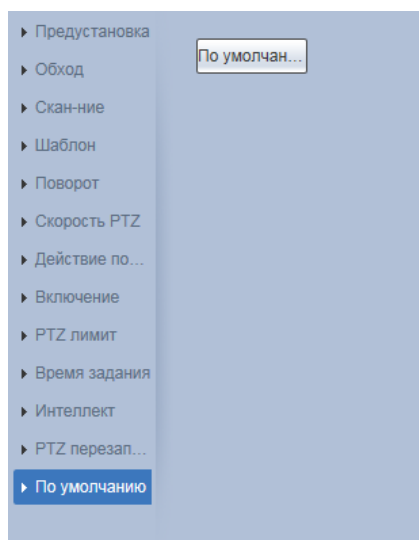 Предустановка
По умолчан...
Обход
Скан-ние
Шаблон
Поворот
Скорость PTZ
Действие по...
Включение
PTZ лимит
Время задания
Интеллект
PTZ перезап...
По умолчанию